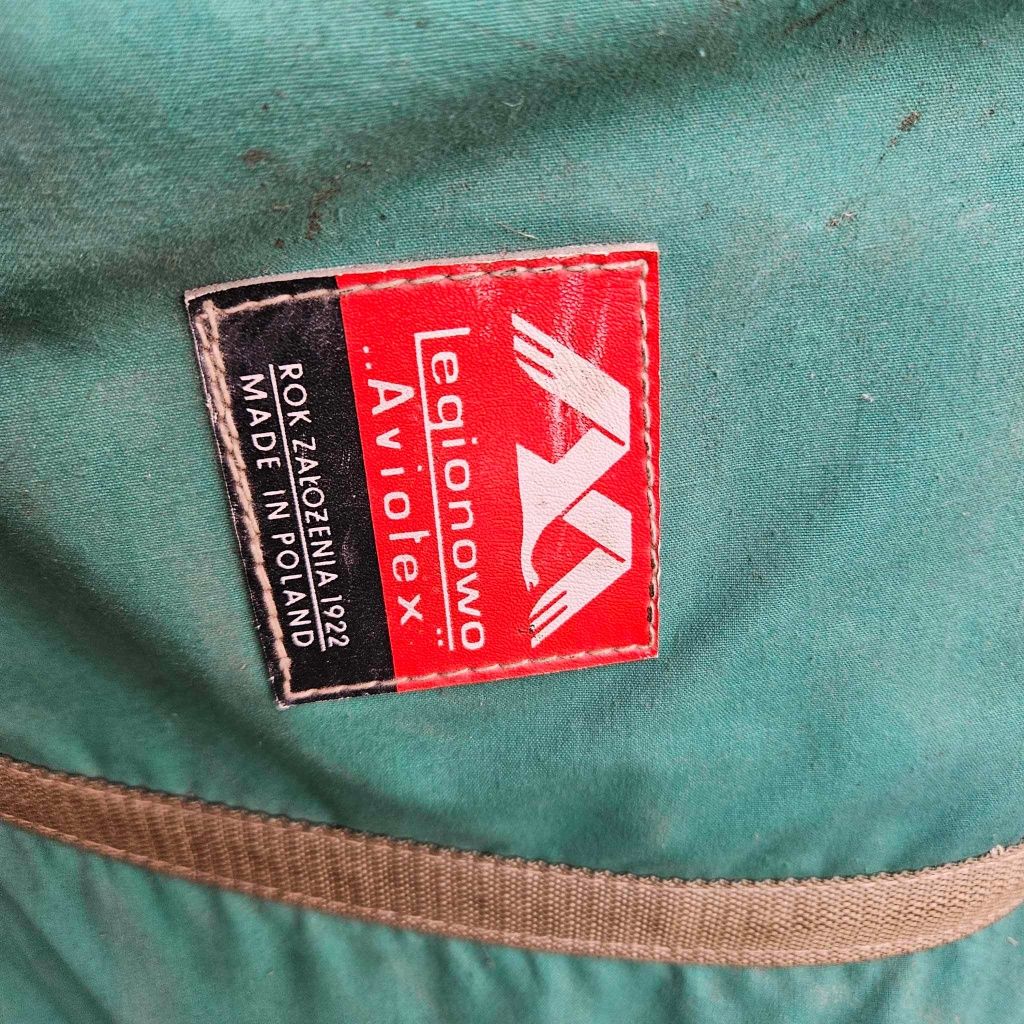 Legionowo
„Aviotex”
ROK ZAŁOŻENIA 1922
MADE IN POLAND